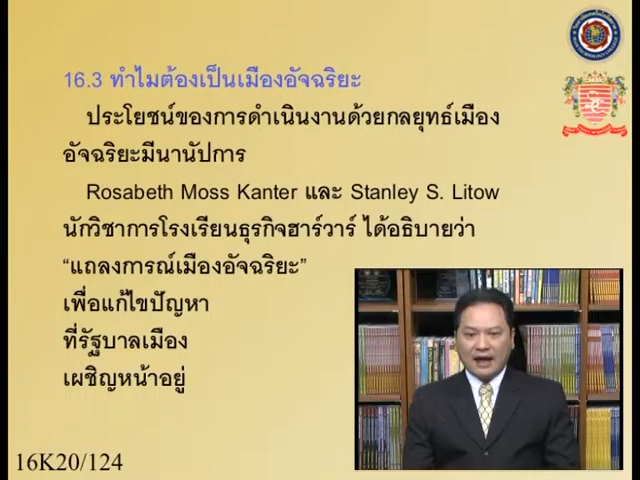 16.3 ทำไมต้องเป็นเมืองอัจฉริยะ
ประโยชน์ของการดำเนินงานด้วยกลยุทธ์เมือง
อัจฉริยะมีนานัปการ
Rosabeth Moss Kanter และ Stanley S. Litow
นักวิชาการโรงเรียนธุรกิจฮาร์วาร์ ได้อธิบายว่า
“แถลงการณ์เมืองอัจฉริยะ”
เพื่อแก้ไขปัญหา
ที่รัฐบาลเมือง
เผชิญหน้าอยู่
16K20/124